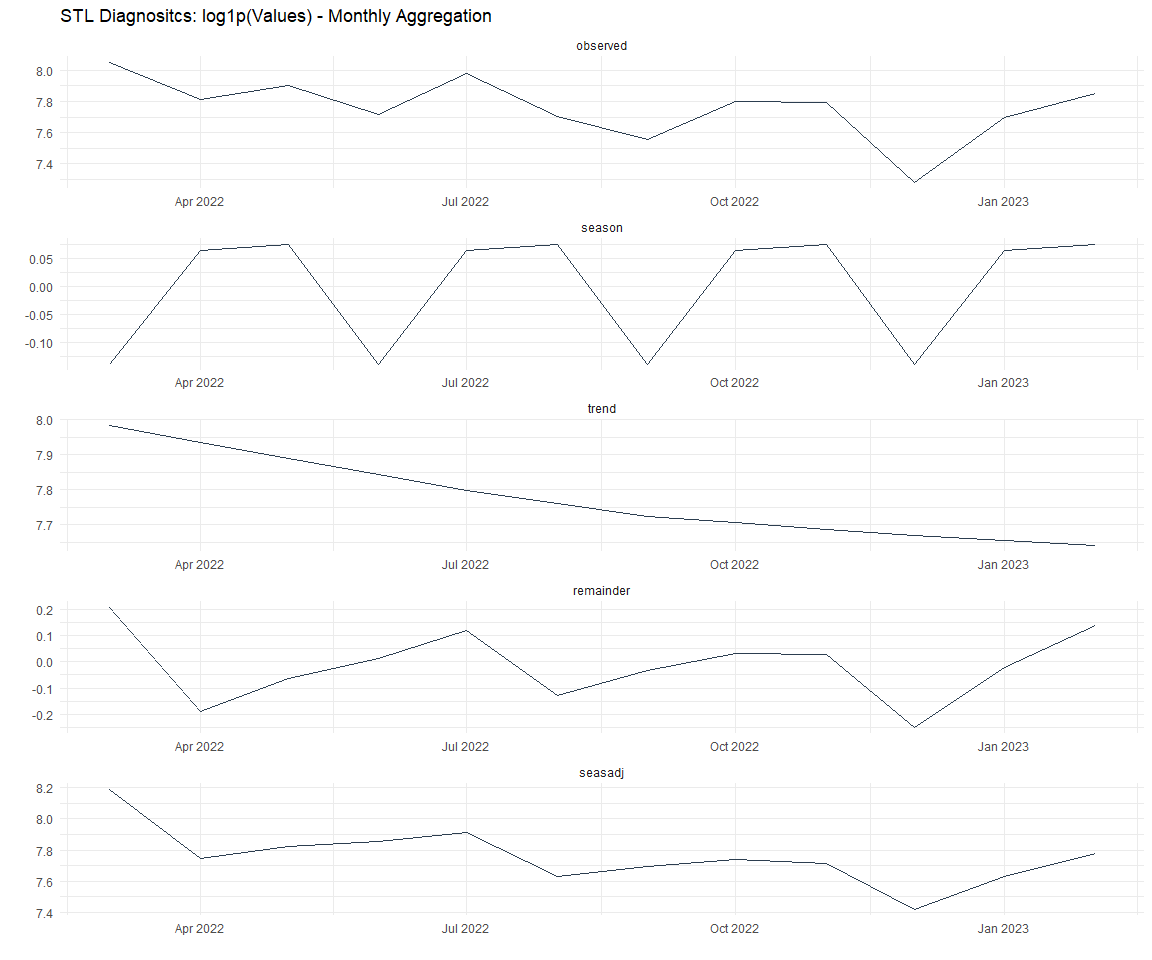 STL Diagnositcs: log1p(Values) - Monthly Aggregation
observed
8.0
7.8
7.6
7.4
Apr 2022 Jul 2022 Oct 2022 Jan 2023
season
0.05
0.00
-0.05
-0.10
Apr 2022 Jul 2022 Oct 2022 Jan 2023
trend
8.0
7.9
7.8
7.7
Apr 2022 Jul 2022 Oct 2022 Jan 2023
remainder
0.2
0.1
0.0
-0.1
-0.2
Apr 2022 Jul 2022 Oct 2022 Jan 2023
seasadj
8.2
8.0
7.8
7.6
7.4
Apr 2022 Jul 2022 Oct 2022 Jan 2023